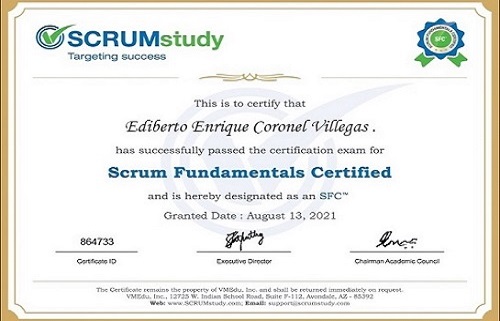 SCRUMstudy
Targeting success
SFC
This is to certify that
Ediberto Enrique Coronel Villegas .
has successfully passed the certification exam for
Scrum Fundamentals Certified
and is hereby designated as an SFC™
Granted Date : August 13, 2021
864733
Certificate ID
Executive Director
Chairman Academic Council
The Certificate remains the property of VMEdu, Inc. and shall be returned immediately on request.
VMEdu, Inc., 12725 W. Indian School Road, Suite F-112, Avondale, AZ - 85392
Web: www.SCRUMstudy.com; Email: support@scrumstudy.com